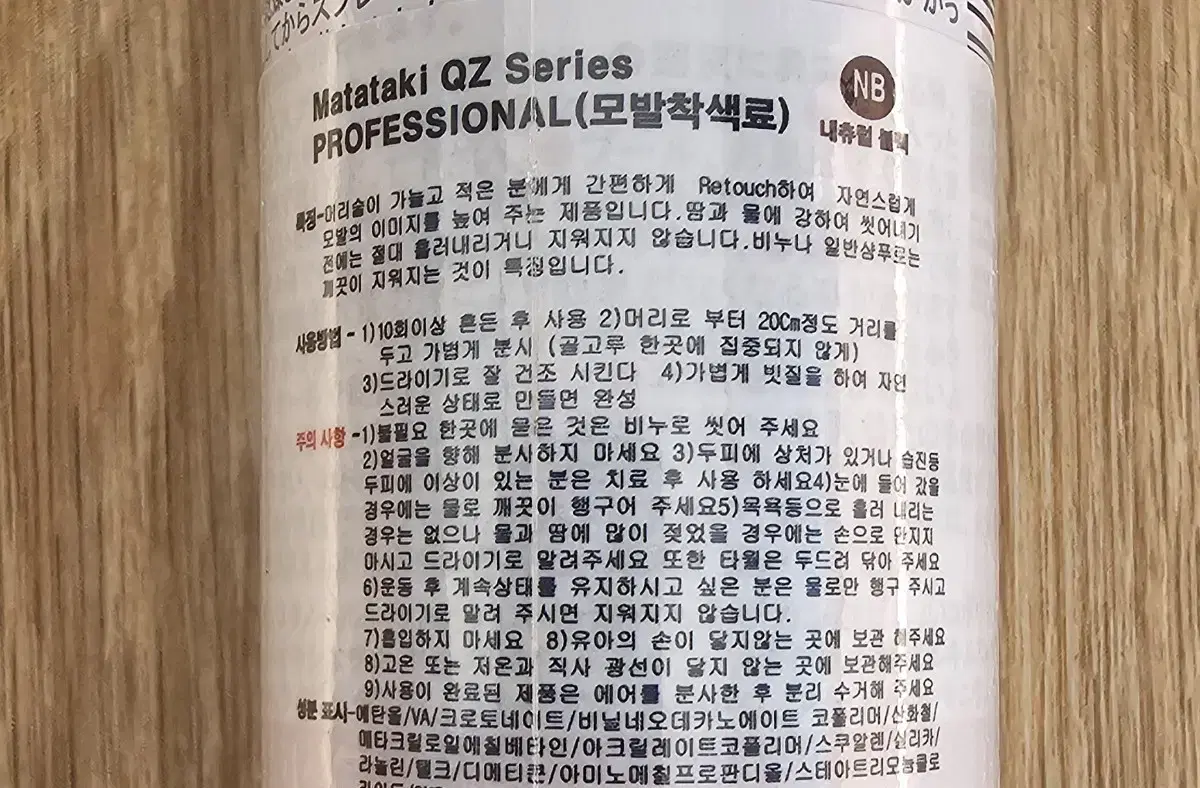 てからスプレー
Matataki QZ Series
PROFESSIONAL(모발착색료)
NB
내츄럴 블랙
특징-머리숱이 가늘고 적은 분에게 간편하게 Retouch하여 자연스럽게
모발의 이미지를 높여 주는 제품입니다.땀과 물에 강하여 씻어내기
전에는 절대 흘러내리거니 지워지지 않습니다.비누나 일반샴푸로는
깨끗이 지워지는 것이 특징입니다.
사용방법 - 1)10회이상 흔든 후 사용 2)머리로 부터 20Cm정도 거리를
두고 가볍게 분사 (골고루 한곳에 집중되지 않게)
3)드라이기로 잘 건조 시킨다 4)가볍게 빗질을 하여 자연
스러운 상태로 만들면 완성
주의 사항 -1)불필요 한곳에 묻은 것은 비누로 씻어 주세요
2)얼굴을 향해 분사하지 마세요 3)두피에 상처가 있거나 습진등
두피에 이상이 있는 분은 치료 후 사용 하세요4)눈에 들어 갔을
경우에는 물로 깨끗이 행구어 주세요5)목욕등으로 흘러 내리는
경우는 없으나 물과 땀에 많이 젖었을 경우에는 손으로 만지지
마시고 드라이기로 말려주세요 또한 타월은 두드려 닦아 주세요
6)운동 후 계속상태를 유지하시고 싶은 분은 물로만 행구 주시고
드라이기로 말려 주시면 지워지지 않습니다.
7)흡입하지 마세요 8)유아의 손이 닿지않는 곳에 보관 해주세요
8)고온 또는 저온과 직사 광선이 닿지 않는 곳에 보관해주세요
9)사용이 완료된 제품은 에어를 분사한 후 분리 수거해 주세요
성분 표시-에탄올/VA/크로토네이트/비닐네오데카노에이트 코폴리머/산화철/
메타크릴로일에칠베타인/아크릴레이트코폴리머/스쿠알렌/실리카/
라놀린/탤크/디메티콘/아미노메칠프로판디올/스테아트리오늄클로